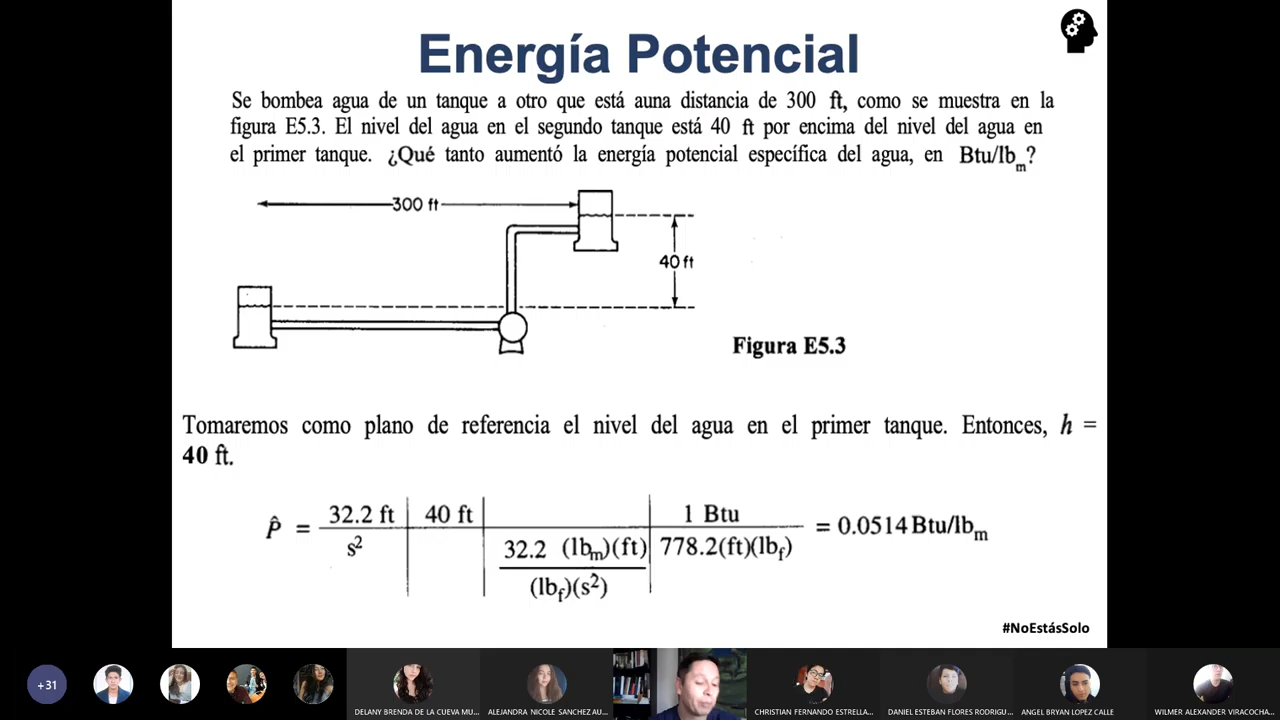 Energía Potencial
Se bombea agua de un tanque a otro que está auna distancia de 300 ft, como se muestra en la
figura E5.3. El nivel del agua en el segundo tanque está 40 ft por encima del nivel del agua en
el primer tanque. ¿Qué tanto aumentó la energía potencial específica del agua, en Btu/lbₘ?
300 ft
40 ft
Figura E5.3
Tomaremos como plano de referencia el nivel del agua en el primer tanque. Entonces, h =
40 ft.
P̂ = 32.2 ft | 40 ft | | 1 Btu = 0.0514 Btu/lbₘ
s² | | 32.2 (lbₘ)(ft) | 778.2(ft)(lb_f)
(lb_f)(s²)
#NoEstásSolo
+31
DELANY BRENDA DE LA CUEVA MU...
ALEJANDRA NICOLE SANCHEZ AU...
CHRISTIAN FERNANDO ESTRELLA...
DANIEL ESTEBAN FLORES RODRIGU...
ANGEL BRYAN LOPEZ CALLE
WILMER ALEXANDER VIRACOCHA...